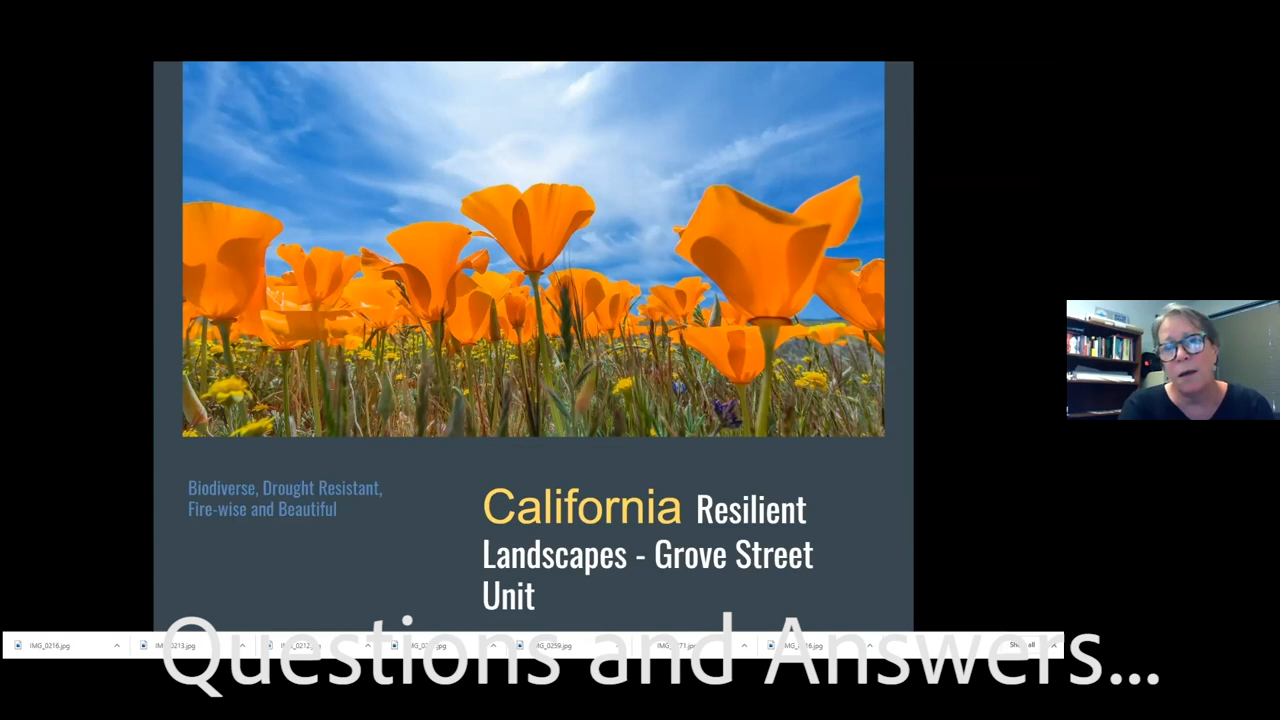 Biodiverse, Drought Resistant,
Fire-wise and Beautiful
California Resilient
Landscapes - Grove Street
Unit
IMG_0216.jpg
Questions and Answers...